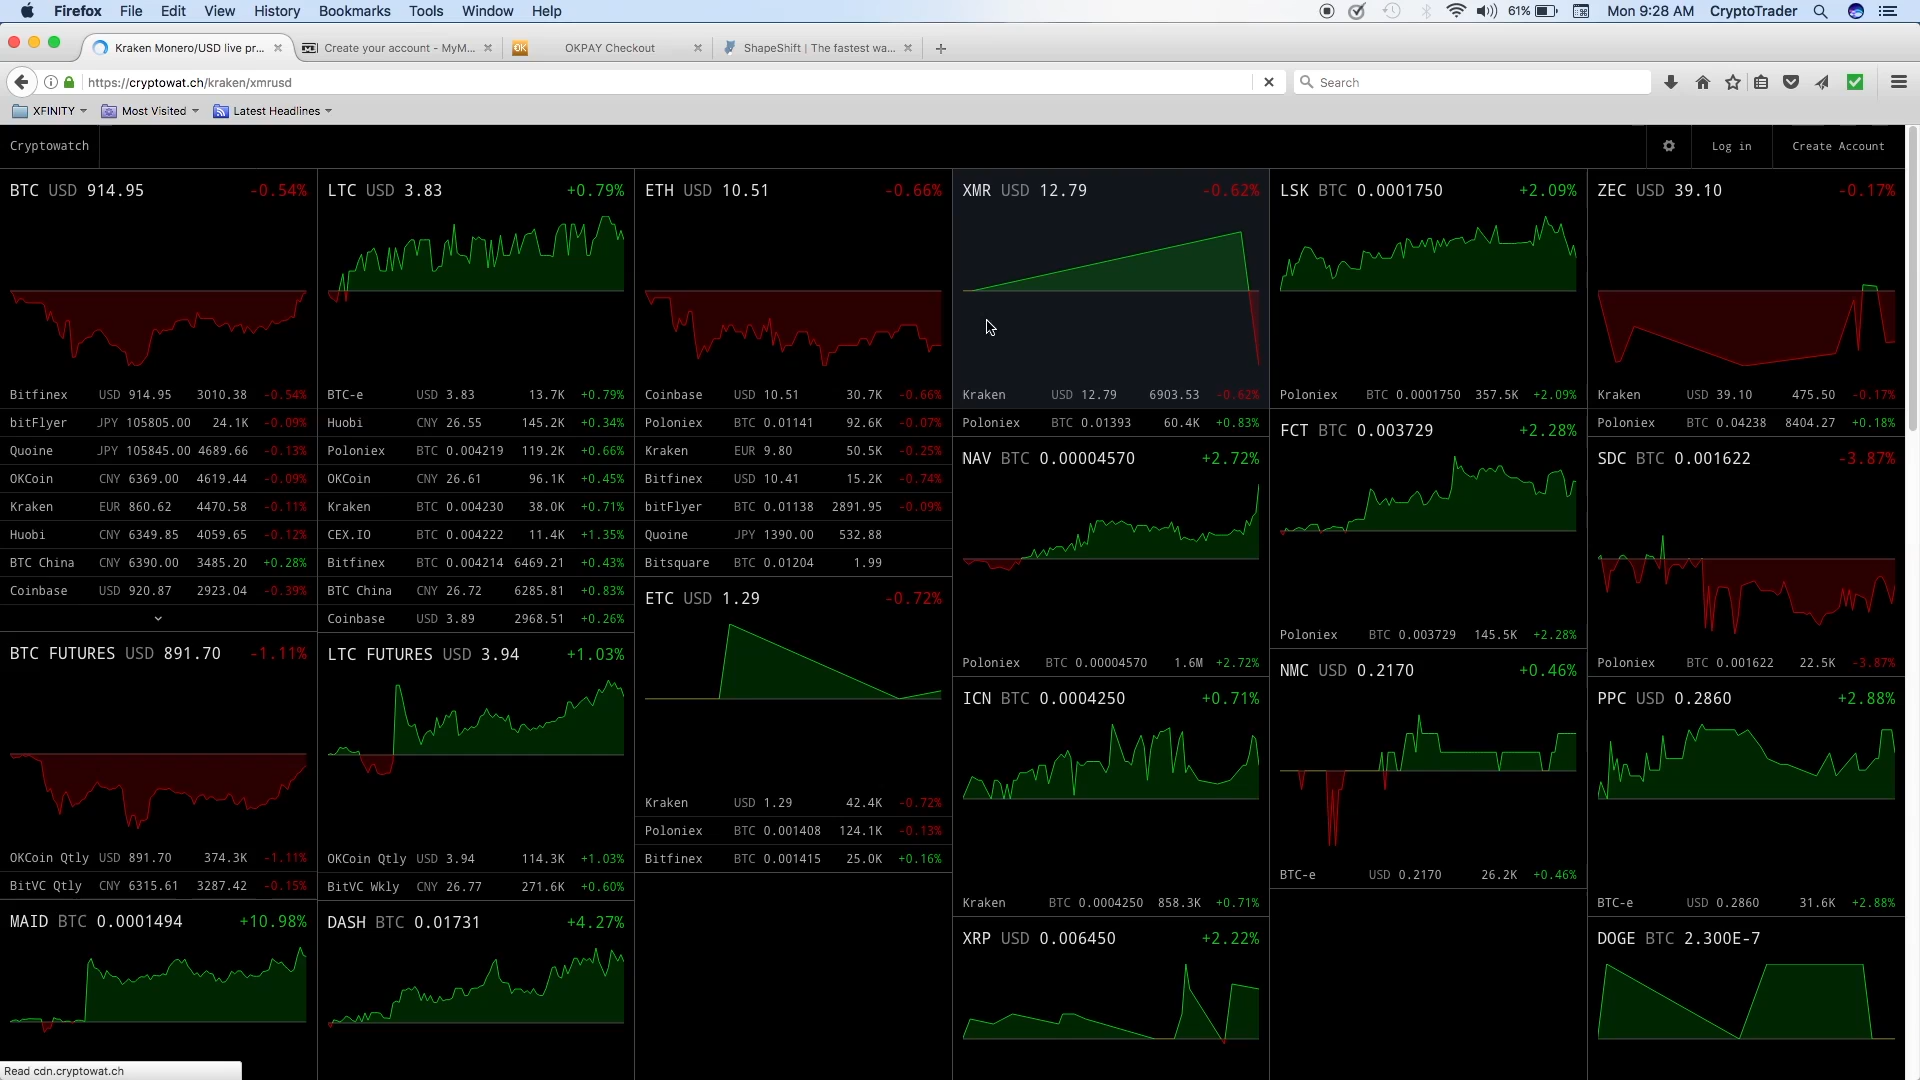 Firefox File Edit View History Bookmarks Tools Window Help 61% Mon 9:28 AM CryptoTrader
Kraken Monero/USD live pr... Create your account - MyM... OK OKPAY Checkout ShapeShift | The fastest wa...
https://cryptowat.ch/kraken/xmrusd Search
XFINITY Most Visited Latest Headlines
Cryptowatch Log in Create Account
BTC USD 914.95 -0.54%
Bitfinex USD 914.95 3010.38 -0.54%
bitFlyer JPY 105805.00 24.1K -0.09%
Quoine JPY 105845.00 4689.66 -0.13%
OKCoin CNY 6369.00 4619.44 -0.09%
Kraken EUR 860.62 4470.58 -0.11%
Huobi CNY 6349.85 4059.65 -0.12%
BTC China CNY 6390.00 3485.20 +0.28%
Coinbase USD 920.87 2923.04 -0.39%
BTC FUTURES USD 891.70 -1.11%
OKCoin Qtly USD 891.70 374.3K -1.11%
BitVC Qtly CNY 6315.61 3287.42 -0.15%
MAID BTC 0.0001494 +10.98%
LTC USD 3.83 +0.79%
BTC-e USD 3.83 13.7K +0.79%
Huobi CNY 26.55 145.2K +0.34%
Poloniex BTC 0.004219 119.2K +0.66%
OKCoin CNY 26.61 96.1K +0.45%
Kraken BTC 0.004230 38.0K +0.71%
CEX.IO BTC 0.004222 11.4K +1.35%
Bitfinex BTC 0.004214 6469.21 +0.43%
BTC China CNY 26.72 6285.81 +0.83%
Coinbase USD 3.89 2968.51 +0.26%
LTC FUTURES USD 3.94 +1.03%
OKCoin Qtly USD 3.94 114.3K +1.03%
BitVC Wkly CNY 26.77 271.6K +0.60%
DASH BTC 0.01731 +4.27%
ETH USD 10.51 -0.66%
Coinbase USD 10.51 30.7K -0.66%
Poloniex BTC 0.01141 92.6K -0.07%
Kraken EUR 9.80 50.5K -0.25%
Bitfinex USD 10.41 15.2K -0.74%
bitFlyer BTC 0.01138 2891.95 -0.09%
Quoine JPY 1390.00 532.88
Bitsquare BTC 0.01204 1.99
ETC USD 1.29 -0.72%
Kraken USD 1.29 42.4K -0.72%
Poloniex BTC 0.001408 124.1K -0.13%
Bitfinex BTC 0.001415 25.0K +0.16%
XMR USD 12.79 -0.62%
Kraken USD 12.79 6903.53 -0.62%
Poloniex BTC 0.01393 60.4K +0.83%
NAV BTC 0.00004570 +2.72%
Poloniex BTC 0.00004570 1.6M +2.72%
ICN BTC 0.0004250 +0.71%
Kraken BTC 0.0004250 858.3K +0.71%
XRP USD 0.006450 +2.22%
LSK BTC 0.0001750 +2.09%
Poloniex BTC 0.0001750 357.5K +2.09%
FCT BTC 0.003729 +2.28%
Poloniex BTC 0.003729 145.5K +2.28%
NMC USD 0.2170 +0.46%
BTC-e USD 0.2170 26.2K +0.46%
ZEC USD 39.10 -0.17%
Kraken USD 39.10 475.50 -0.17%
Poloniex BTC 0.04238 8404.27 +0.18%
SDC BTC 0.001622 -3.87%
Poloniex BTC 0.001622 22.5K -3.87%
PPC USD 0.2860 +2.88%
BTC-e USD 0.2860 31.6K +2.88%
DOGE BTC 2.300E-7
Read cdn.cryptowat.ch